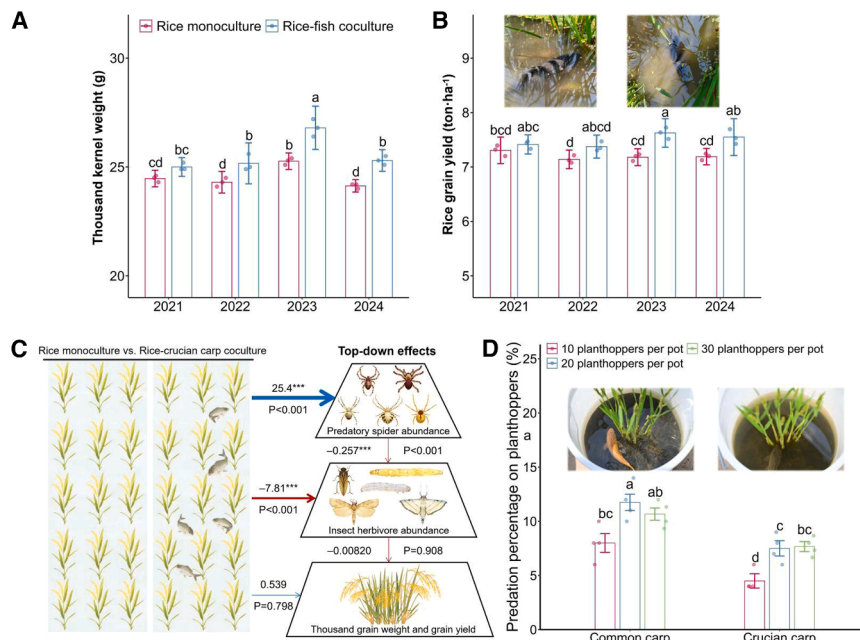 A
Rice monoculture Rice-fish coculture
Thousand kernel weight (g)
30
25
20
cd bc d b b a d b
2021 2022 2023 2024
B
Rice grain yield (ton·ha⁻¹)
9
8
7
6
5
bcd abc d abcd cd a cd ab
2021 2022 2023 2024
C
Rice monoculture vs. Rice-crucian carp coculture
Top-down effects
25.4***
P<0.001
Predatory spider abundance
−0.257*** P<0.001
−7.81***
P<0.001
Insect herbivore abundance
−0.00820 P=0.908
0.539
P=0.798
Thousand grain weight and grain yield
D
10 planthoppers per pot 30 planthoppers per pot
20 planthoppers per pot
Predation percentage on planthoppers (%)
25
20
a
15
10
5
0
bc a ab d c bc
Common carp Crucian carp